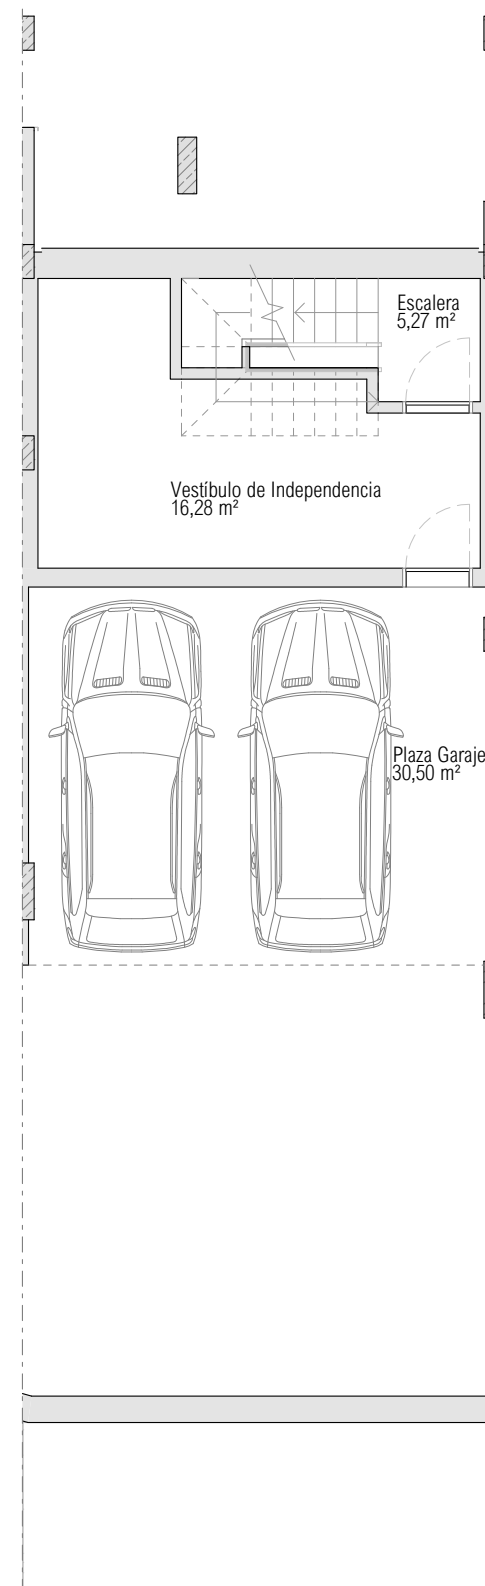 Escalera
5,27 m²
Vestíbulo de Independencia
16,28 m²
Plaza Garaje
30,50 m²